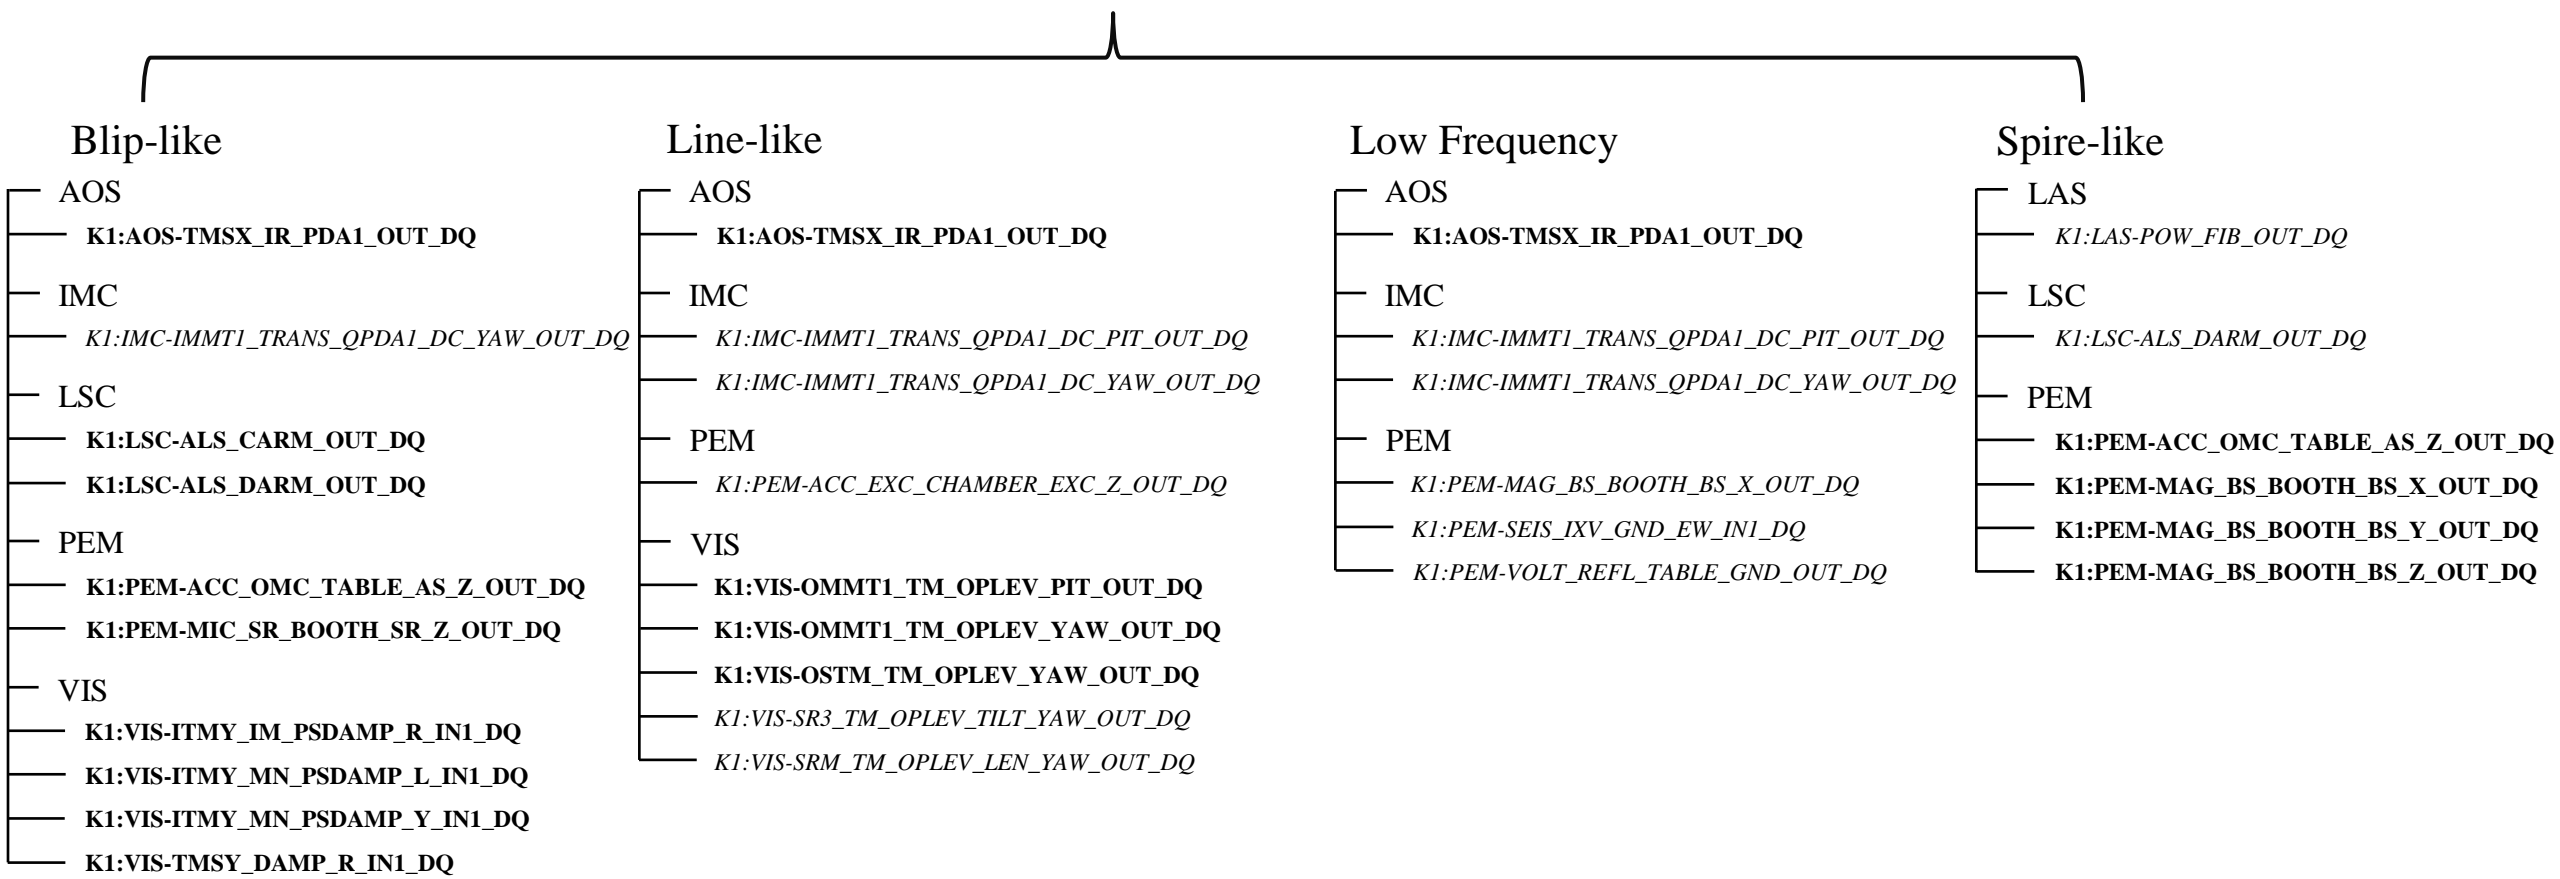 Blip-like
AOS
K1:AOS-TMSX_IR_PDA1_OUT_DQ
IMC
K1:IMC-IMMT1_TRANS_QPDA1_DC_YAW_OUT_DQ
LSC
K1:LSC-ALS_CARM_OUT_DQ
K1:LSC-ALS_DARM_OUT_DQ
PEM
K1:PEM-ACC_OMC_TABLE_AS_Z_OUT_DQ
K1:PEM-MIC_SR_BOOTH_SR_Z_OUT_DQ
VIS
K1:VIS-ITMY_IM_PSDAMP_R_IN1_DQ
K1:VIS-ITMY_MN_PSDAMP_L_IN1_DQ
K1:VIS-ITMY_MN_PSDAMP_Y_IN1_DQ
K1:VIS-TMSY_DAMP_R_IN1_DQ
Line-like
AOS
K1:AOS-TMSX_IR_PDA1_OUT_DQ
IMC
K1:IMC-IMMT1_TRANS_QPDA1_DC_PIT_OUT_DQ
K1:IMC-IMMT1_TRANS_QPDA1_DC_YAW_OUT_DQ
PEM
K1:PEM-ACC_EXC_CHAMBER_EXC_Z_OUT_DQ
VIS
K1:VIS-OMMT1_TM_OPLEV_PIT_OUT_DQ
K1:VIS-OMMT1_TM_OPLEV_YAW_OUT_DQ
K1:VIS-OSTM_TM_OPLEV_YAW_OUT_DQ
K1:VIS-SR3_TM_OPLEV_TILT_YAW_OUT_DQ
K1:VIS-SRM_TM_OPLEV_LEN_YAW_OUT_DQ
Low Frequency
AOS
K1:AOS-TMSX_IR_PDA1_OUT_DQ
IMC
K1:IMC-IMMT1_TRANS_QPDA1_DC_PIT_OUT_DQ
K1:IMC-IMMT1_TRANS_QPDA1_DC_YAW_OUT_DQ
PEM
K1:PEM-MAG_BS_BOOTH_BS_X_OUT_DQ
K1:PEM-SEIS_IXV_GND_EW_IN1_DQ
K1:PEM-VOLT_REFL_TABLE_GND_OUT_DQ
Spire-like
LAS
K1:LAS-POW_FIB_OUT_DQ
LSC
K1:LSC-ALS_DARM_OUT_DQ
PEM
K1:PEM-ACC_OMC_TABLE_AS_Z_OUT_DQ
K1:PEM-MAG_BS_BOOTH_BS_X_OUT_DQ
K1:PEM-MAG_BS_BOOTH_BS_Y_OUT_DQ
K1:PEM-MAG_BS_BOOTH_BS_Z_OUT_DQ